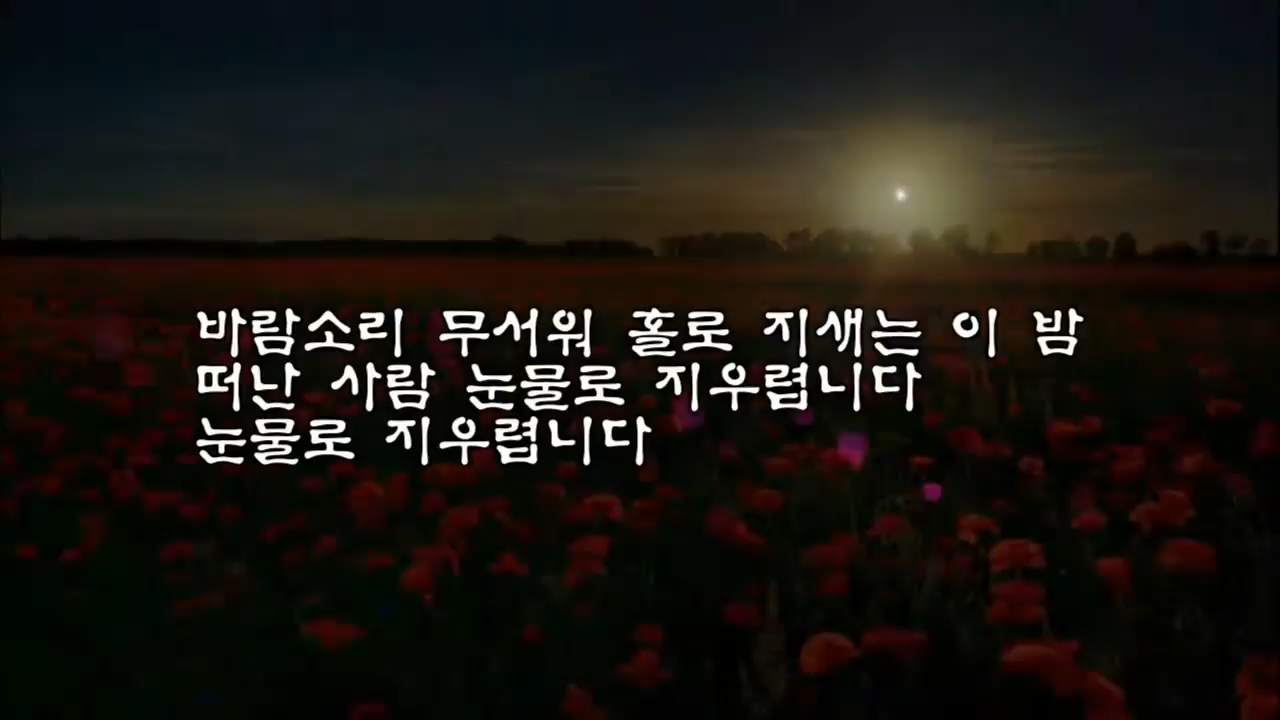 바람소리 무서워 홀로 지새는 이 밤
떠난 사람 눈물로 지우렵니다
눈물로 지우렵니다